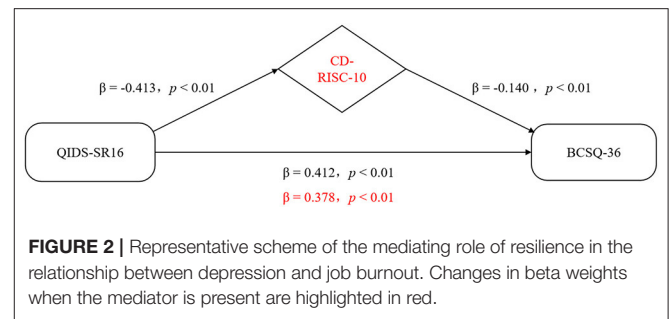 CD-
RISC-10
β = -0.413，p < 0.01
β = -0.140 ，p < 0.01
QIDS-SR16
BCSQ-36
β = 0.412，p < 0.01
β = 0.378，p < 0.01
FIGURE 2 | Representative scheme of the mediating role of resilience in the
relationship between depression and job burnout. Changes in beta weights
when the mediator is present are highlighted in red.